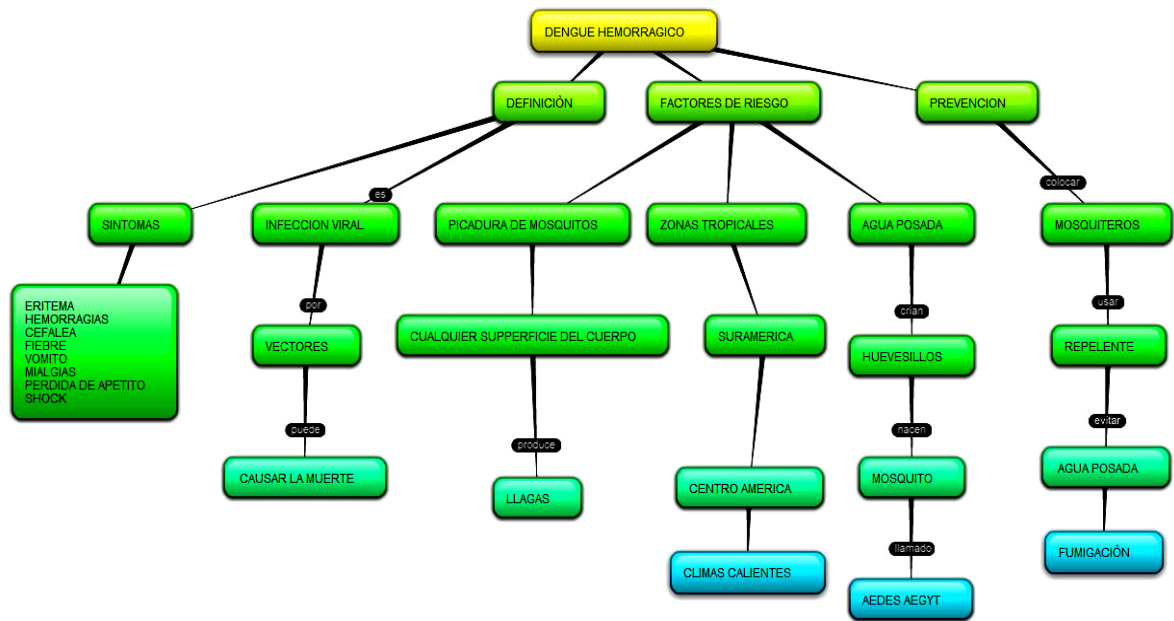 DENGUE HEMORRAGICO
DEFINICIÒN
FACTORES DE RIESGO
PREVENCION
es
colocar
SINTOMAS
INFECCION VIRAL
PICADURA DE MOSQUITOS
ZONAS TROPICALES
AGUA POSADA
MOSQUITEROS
ERITEMA
HEMORRAGIAS
CEFALEA
FIEBRE
VOMITO
MIALGIAS
PERDIDA DE APETITO
SHOCK
por
crian
usar
VECTORES
CUALQUIER SUPPERFICIE DEL CUERPO
SURAMERICA
HUEVESILLOS
REPELENTE
puede
produce
nacen
evitar
CAUSAR LA MUERTE
LLAGAS
CENTRO AMERICA
MOSQUITO
AGUA POSADA
llamado
CLIMAS CALIENTES
AEDES AEGYT
FUMIGACIÒN